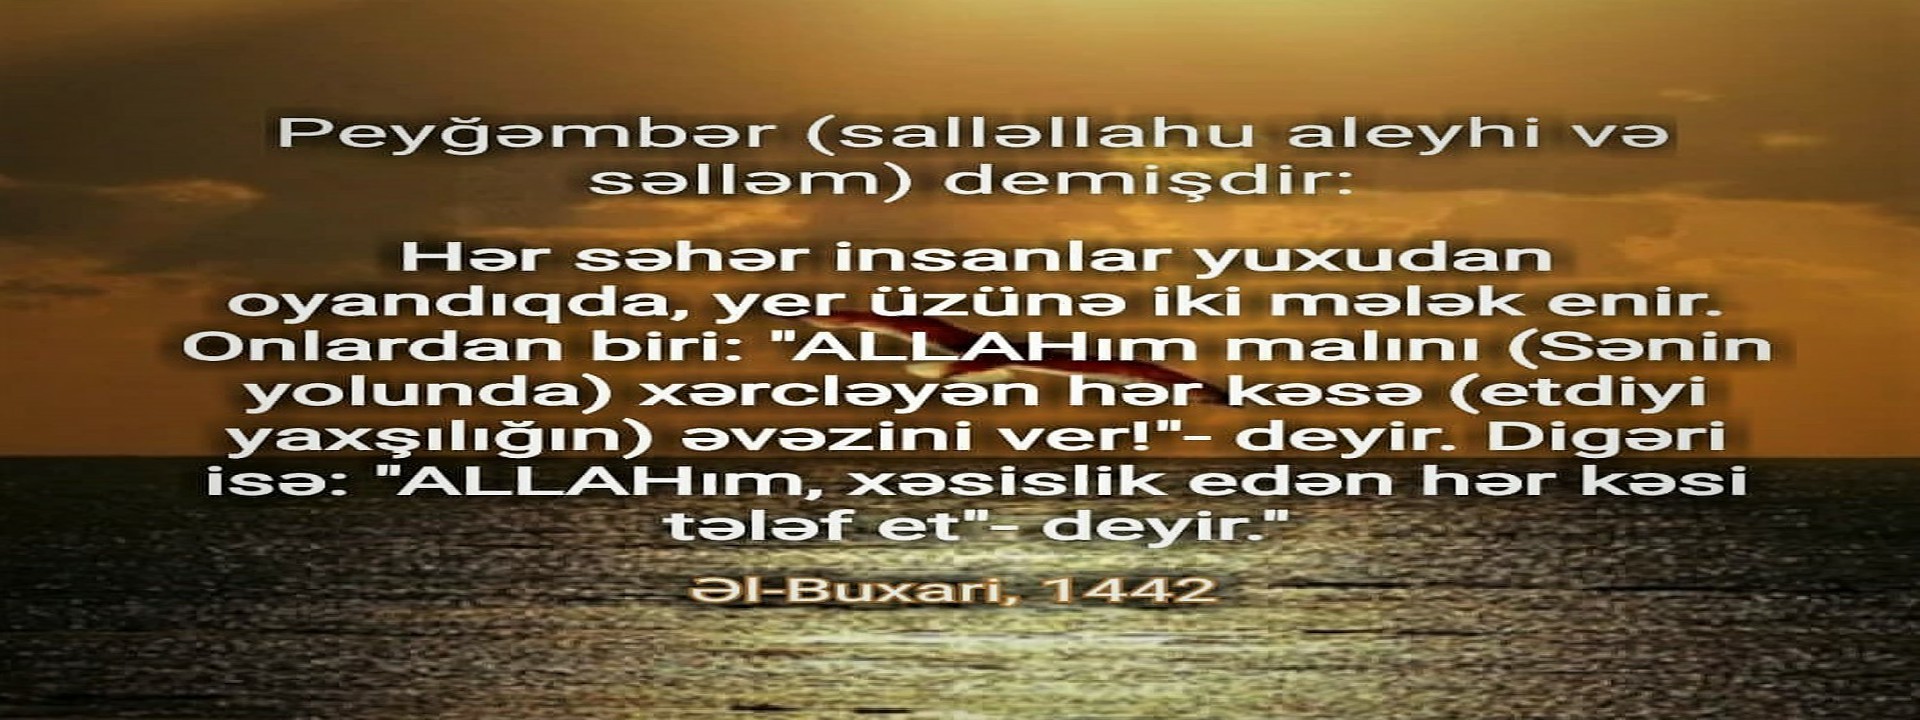 Peyğəmbər (salləllahu aleyhi və
səlləm) demişdir:
Hər səhər insanlar yuxudan
oyandıqda, yer üzünə iki mələk enir.
Onlardan biri: "ALLAHım malını (Sənin
yolunda) xərcləyən hər kəsə (etdiyi
yaxşılığın) əvəzini ver!"- deyir. Digəri
isə: "ALLAHım, xəsislik edən hər kəsi
tələf et"- deyir."
Əl-Buxari, 1442